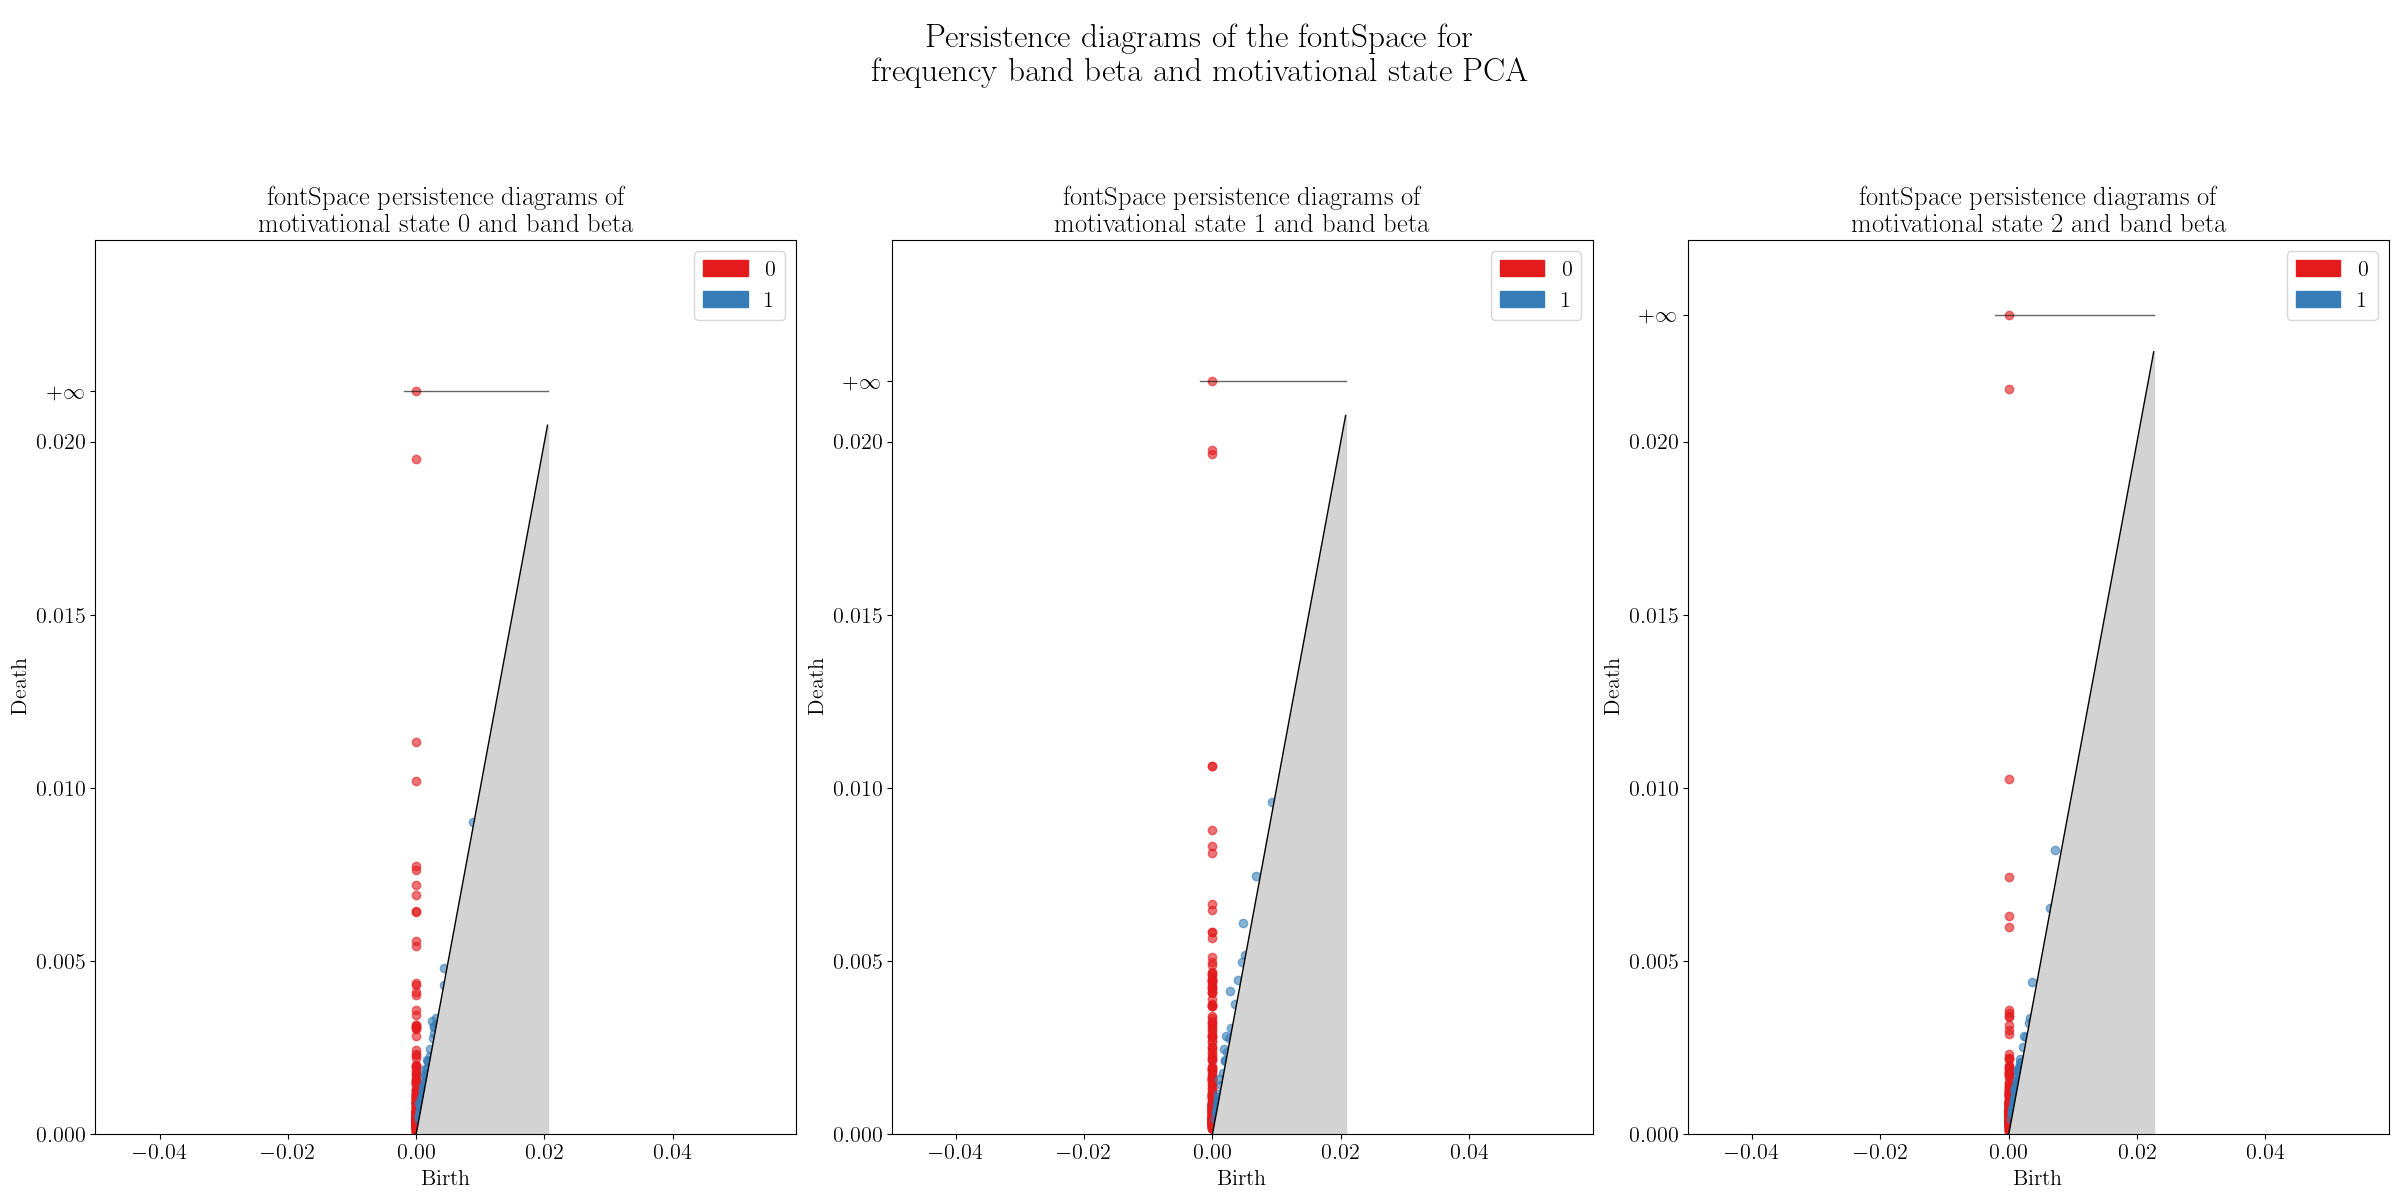 Persistence diagrams of the fontSpace for
frequency band beta and motivational state PCA
fontSpace persistence diagrams of
motivational state 0 and band beta
0
1
+∞
0.020
0.015
0.010
0.005
0.000
Death
−0.04
−0.02
0.00
0.02
0.04
Birth
fontSpace persistence diagrams of
motivational state 1 and band beta
0
1
+∞
0.020
0.015
0.010
0.005
0.000
Death
−0.04
−0.02
0.00
0.02
0.04
Birth
fontSpace persistence diagrams of
motivational state 2 and band beta
0
1
+∞
0.020
0.015
0.010
0.005
0.000
Death
−0.04
−0.02
0.00
0.02
0.04
Birth